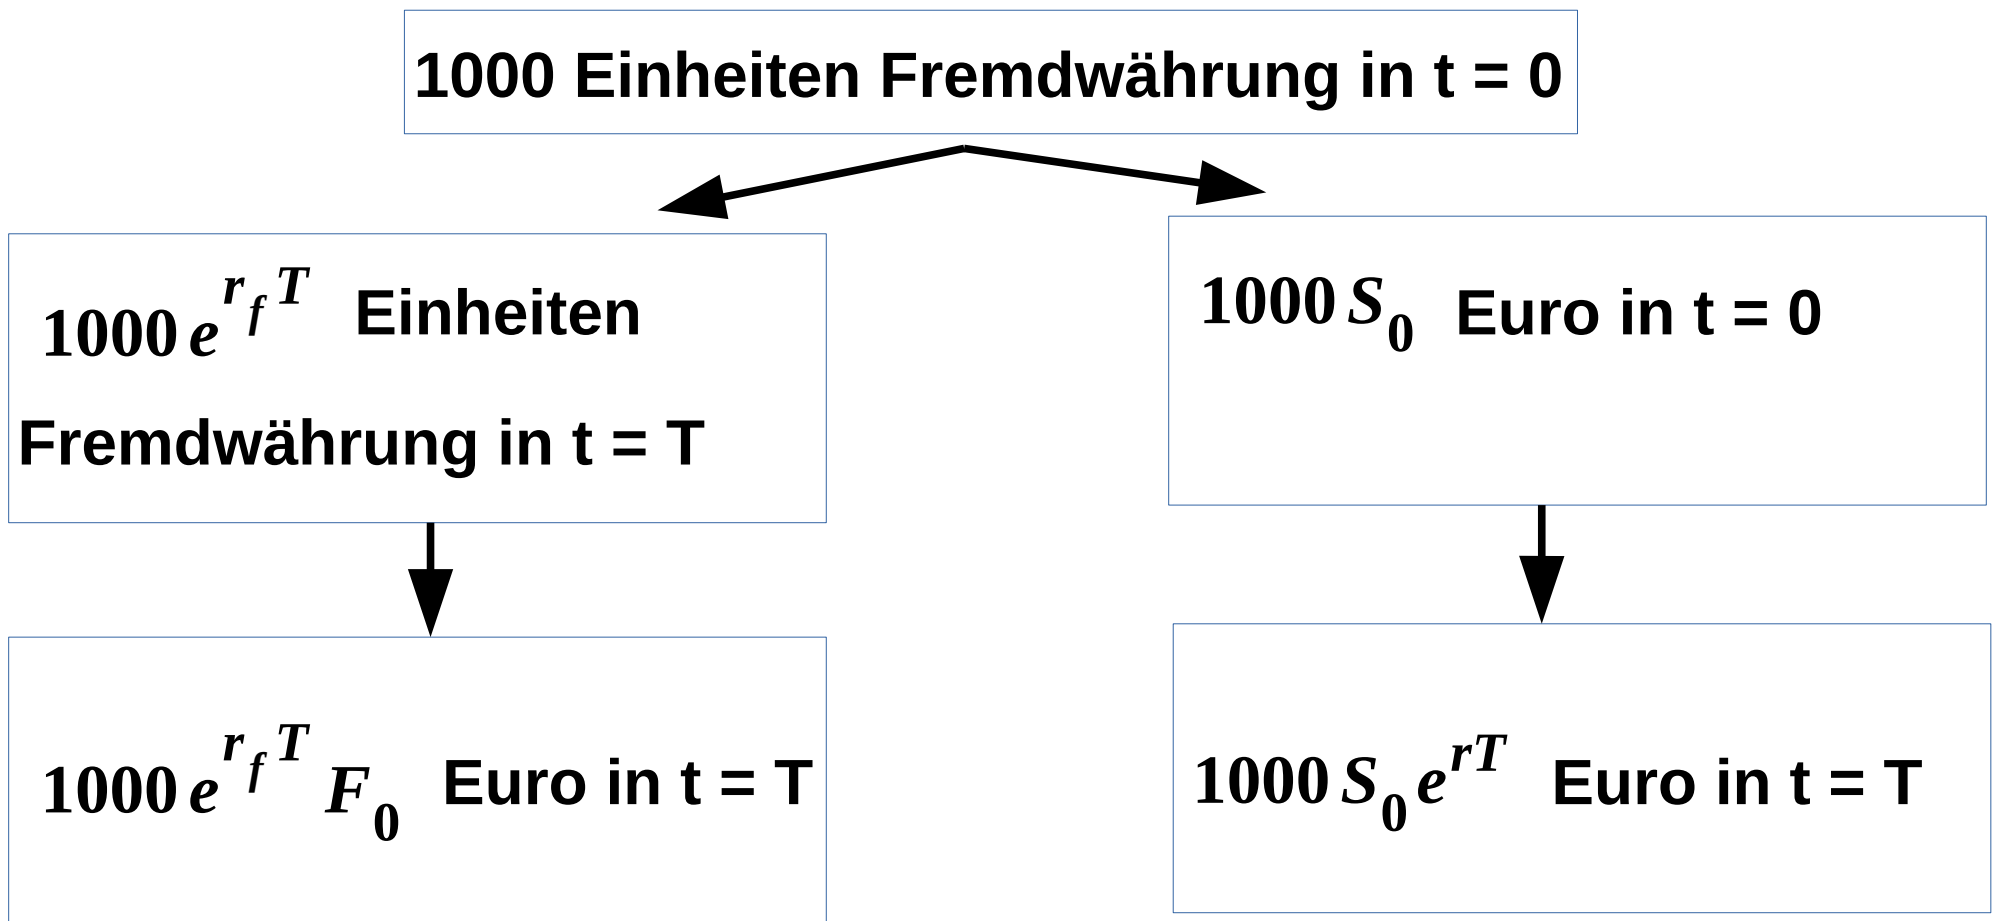 1000 Einheiten Fremdwährung in t = 0
1000 e^{r_f T} Einheiten
Fremdwährung in t = T
1000 S_0 Euro in t = 0
1000 e^{r_f T} F_0 Euro in t = T
1000 S_0 e^{rT} Euro in t = T